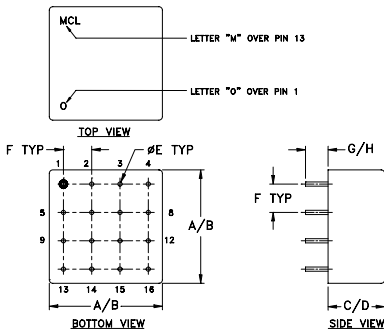 MCL
LETTER "M" OVER PIN 13
O
LETTER "O" OVER PIN 1
TOP VIEW
F TYP
øE TYP
G/H
1 2 3 4
F TYP
5 8
A/B
9 12
13 14 15 16
A/B
C/D
BOTTOM VIEW
SIDE VIEW